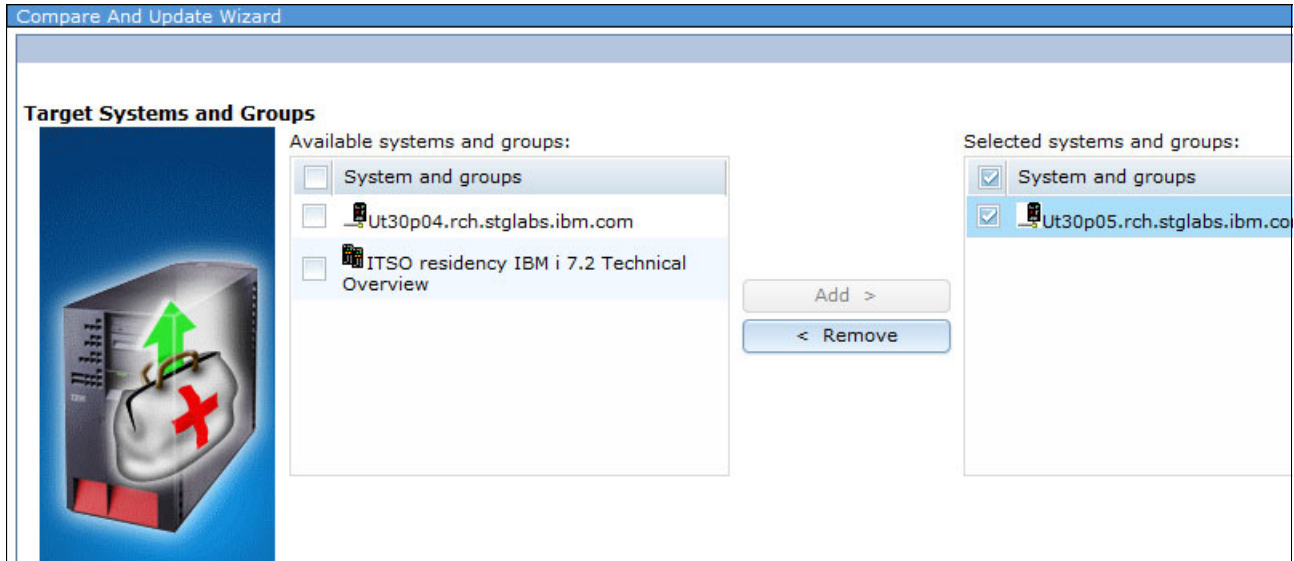 Compare And Update Wizard
Target Systems and Groups
Available systems and groups:
System and groups
Ut30p04.rch.stglabs.ibm.com
ITSO residency IBM i 7.2 Technical
Overview
Add >
< Remove
Selected systems and groups:
System and groups
Ut30p05.rch.stglabs.ibm.co
IBM